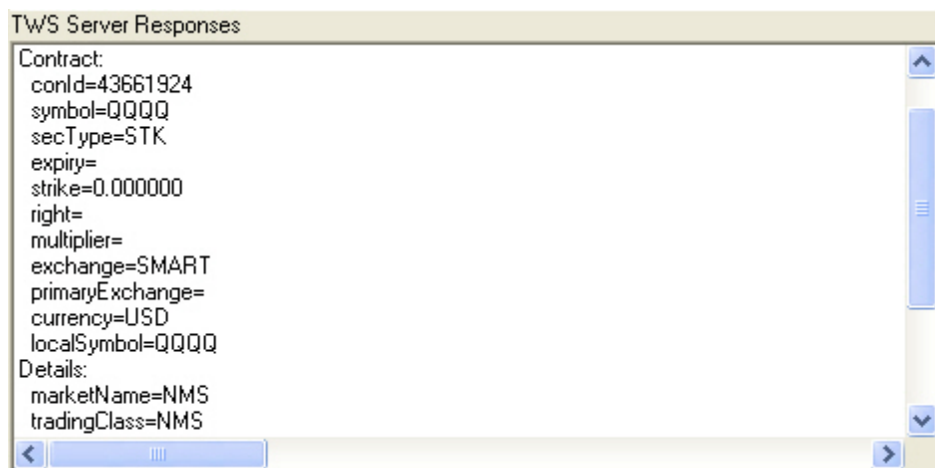 TWS Server Responses
Contract:
conId=43661924
symbol=QQQQ
secType=STK
expiry=
strike=0.000000
right=
multiplier=
exchange=SMART
primaryExchange=
currency=USD
localSymbol=QQQQ
Details:
marketName=NMS
tradingClass=NMS